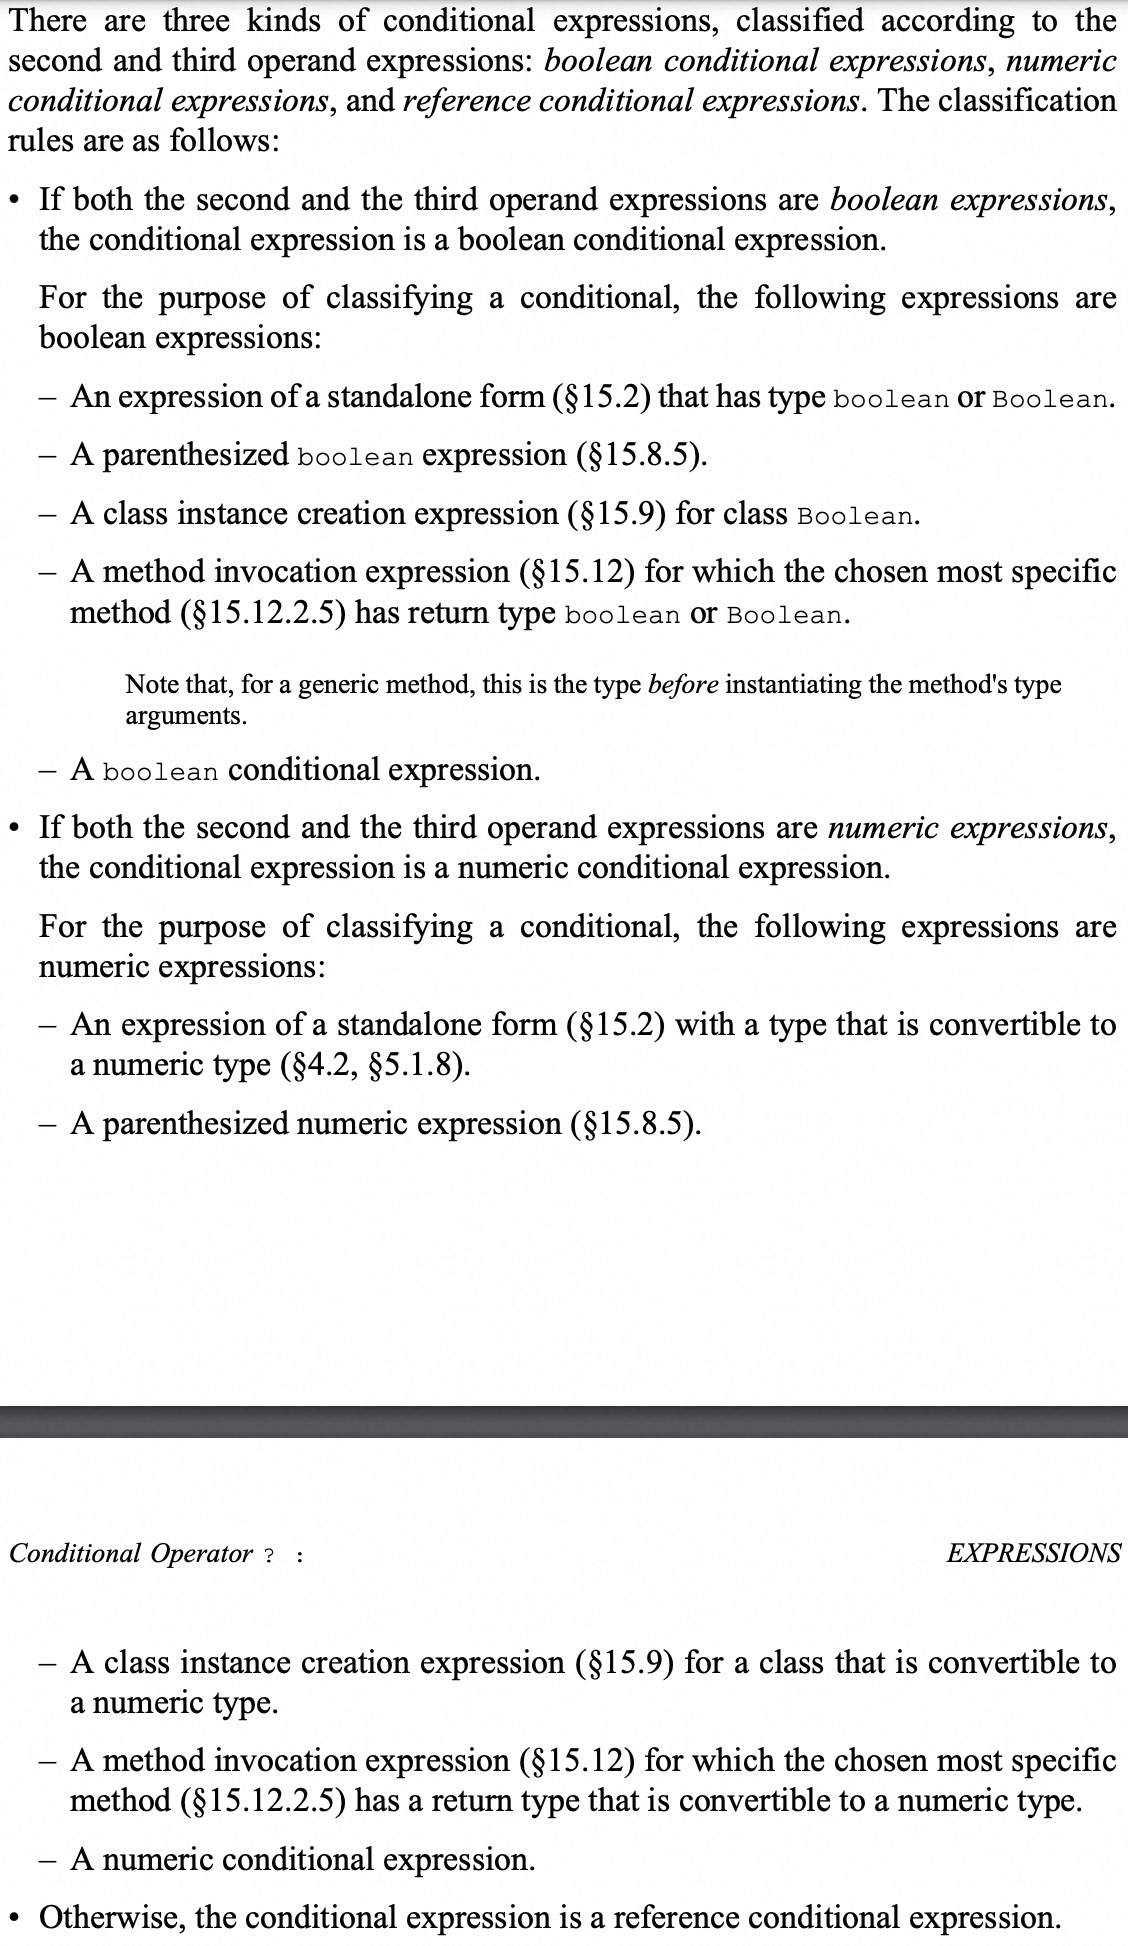 There are three kinds of conditional expressions, classified according to the
second and third operand expressions: boolean conditional expressions, numeric
conditional expressions, and reference conditional expressions. The classification
rules are as follows:
• If both the second and the third operand expressions are boolean expressions,
the conditional expression is a boolean conditional expression.
For the purpose of classifying a conditional, the following expressions are
boolean expressions:
– An expression of a standalone form (§15.2) that has type boolean or Boolean.
– A parenthesized boolean expression (§15.8.5).
– A class instance creation expression (§15.9) for class Boolean.
– A method invocation expression (§15.12) for which the chosen most specific
method (§15.12.2.5) has return type boolean or Boolean.
Note that, for a generic method, this is the type before instantiating the method's type
arguments.
– A boolean conditional expression.
• If both the second and the third operand expressions are numeric expressions,
the conditional expression is a numeric conditional expression.
For the purpose of classifying a conditional, the following expressions are
numeric expressions:
– An expression of a standalone form (§15.2) with a type that is convertible to
a numeric type (§4.2, §5.1.8).
– A parenthesized numeric expression (§15.8.5).
Conditional Operator ? : EXPRESSIONS
– A class instance creation expression (§15.9) for a class that is convertible to
a numeric type.
– A method invocation expression (§15.12) for which the chosen most specific
method (§15.12.2.5) has a return type that is convertible to a numeric type.
– A numeric conditional expression.
• Otherwise, the conditional expression is a reference conditional expression.